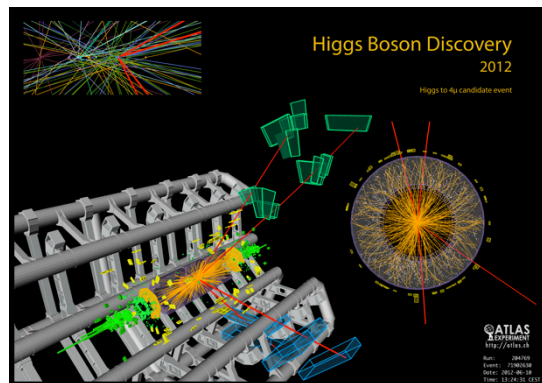 Higgs Boson Discovery
2012
Higgs to 4μ candidate event
ATLAS
EXPERIMENT
http://atlas.ch
Run: 204769
Event: 71902630
Date: 2012-06-10
Time: 13:24:31 CEST